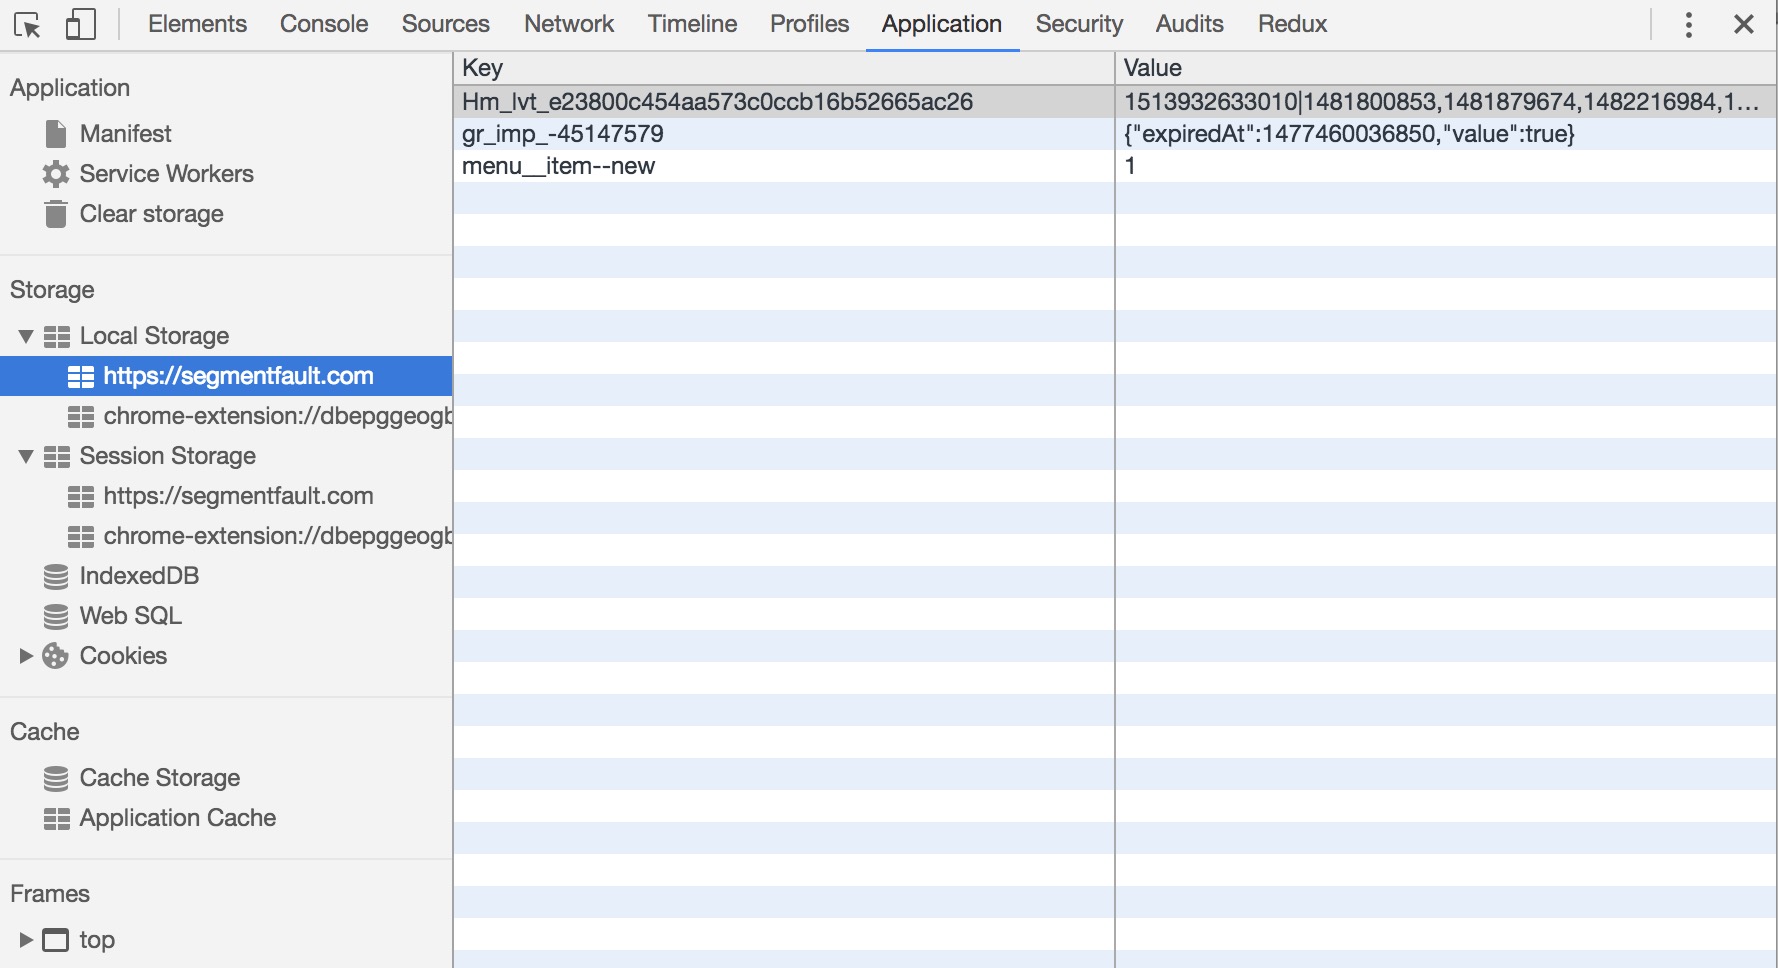 Elements Console Sources Network Timeline Profiles Application Security Audits Redux
Application
Manifest
Service Workers
Clear storage
Storage
Local Storage
https://segmentfault.com
chrome-extension://dbepggeogb
Session Storage
https://segmentfault.com
chrome-extension://dbepggeogb
IndexedDB
Web SQL
Cookies
Cache
Cache Storage
Application Cache
Frames
top
Key Value
Hm_lvt_e23800c454aa573c0ccb16b52665ac26 1513932633010|1481800853,1481879674,1482216984,1...
gr_imp_-45147579 {"expiredAt":1477460036850,"value":true}
menu__item--new 1